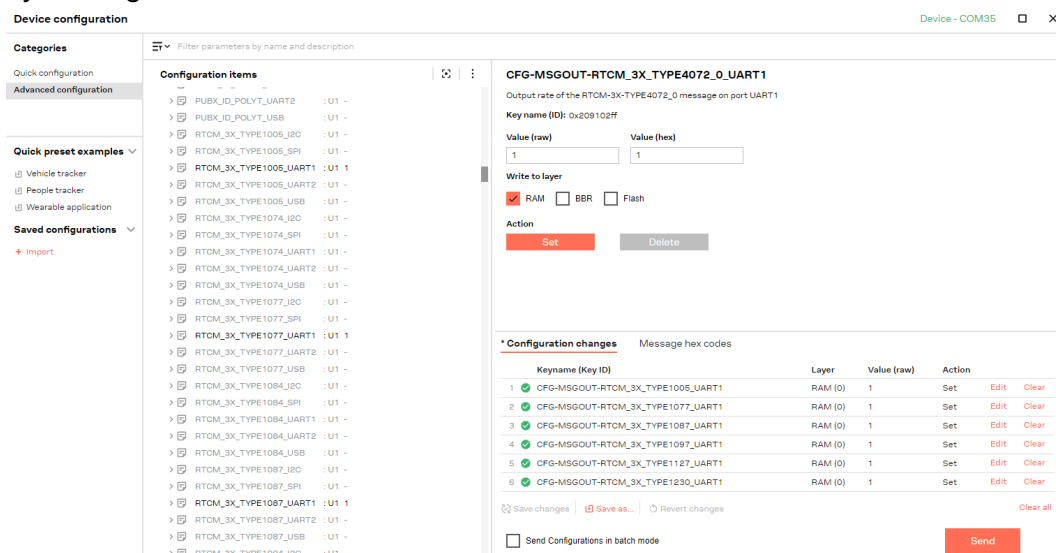 Device configuration
Device - COM35
Categories
Filter parameters by name and description
Quick configuration
Advanced configuration
Quick preset examples
Vehicle tracker
People tracker
Wearable application
Saved configurations
+ Import
Configuration items
PUBX_ID_POLYT_UART2 : U1 -
PUBX_ID_POLYT_USB : U1 -
RTCM_3X_TYPE1005_I2C : U1 -
RTCM_3X_TYPE1005_SPI : U1 -
RTCM_3X_TYPE1005_UART1 : U1 1
RTCM_3X_TYPE1005_UART2 : U1 -
RTCM_3X_TYPE1005_USB : U1 -
RTCM_3X_TYPE1074_I2C : U1 -
RTCM_3X_TYPE1074_SPI : U1 -
RTCM_3X_TYPE1074_UART1 : U1 -
RTCM_3X_TYPE1074_UART2 : U1 -
RTCM_3X_TYPE1074_USB : U1 -
RTCM_3X_TYPE1077_I2C : U1 -
RTCM_3X_TYPE1077_SPI : U1 -
RTCM_3X_TYPE1077_UART1 : U1 1
RTCM_3X_TYPE1077_UART2 : U1 -
RTCM_3X_TYPE1077_USB : U1 -
RTCM_3X_TYPE1084_I2C : U1 -
RTCM_3X_TYPE1084_SPI : U1 -
RTCM_3X_TYPE1084_UART1 : U1 -
RTCM_3X_TYPE1084_UART2 : U1 -
RTCM_3X_TYPE1084_USB : U1 -
RTCM_3X_TYPE1087_I2C : U1 -
RTCM_3X_TYPE1087_SPI : U1 -
RTCM_3X_TYPE1087_UART1 : U1 1
RTCM_3X_TYPE1087_UART2 : U1 -
RTCM_3X_TYPE1087_USB : U1 -
CFG-MSGOUT-RTCM_3X_TYPE4072_0_UART1
Output rate of the RTCM-3X-TYPE4072_0 message on port UART1
Key name (ID): 0x209102ff
Value (raw) Value (hex)
1 1
Write to layer
RAM BBR Flash
Action
Set Delete
* Configuration changes Message hex codes
Keyname (Key ID) Layer Value (raw) Action
1 CFG-MSGOUT-RTCM_3X_TYPE1005_UART1 RAM (0) 1 Set Edit Clear
2 CFG-MSGOUT-RTCM_3X_TYPE1077_UART1 RAM (0) 1 Set Edit Clear
3 CFG-MSGOUT-RTCM_3X_TYPE1087_UART1 RAM (0) 1 Set Edit Clear
4 CFG-MSGOUT-RTCM_3X_TYPE1097_UART1 RAM (0) 1 Set Edit Clear
5 CFG-MSGOUT-RTCM_3X_TYPE1127_UART1 RAM (0) 1 Set Edit Clear
6 CFG-MSGOUT-RTCM_3X_TYPE1230_UART1 RAM (0) 1 Set Edit Clear
Save changes Save as... Revert changes Clear all
Send Configurations in batch mode Send